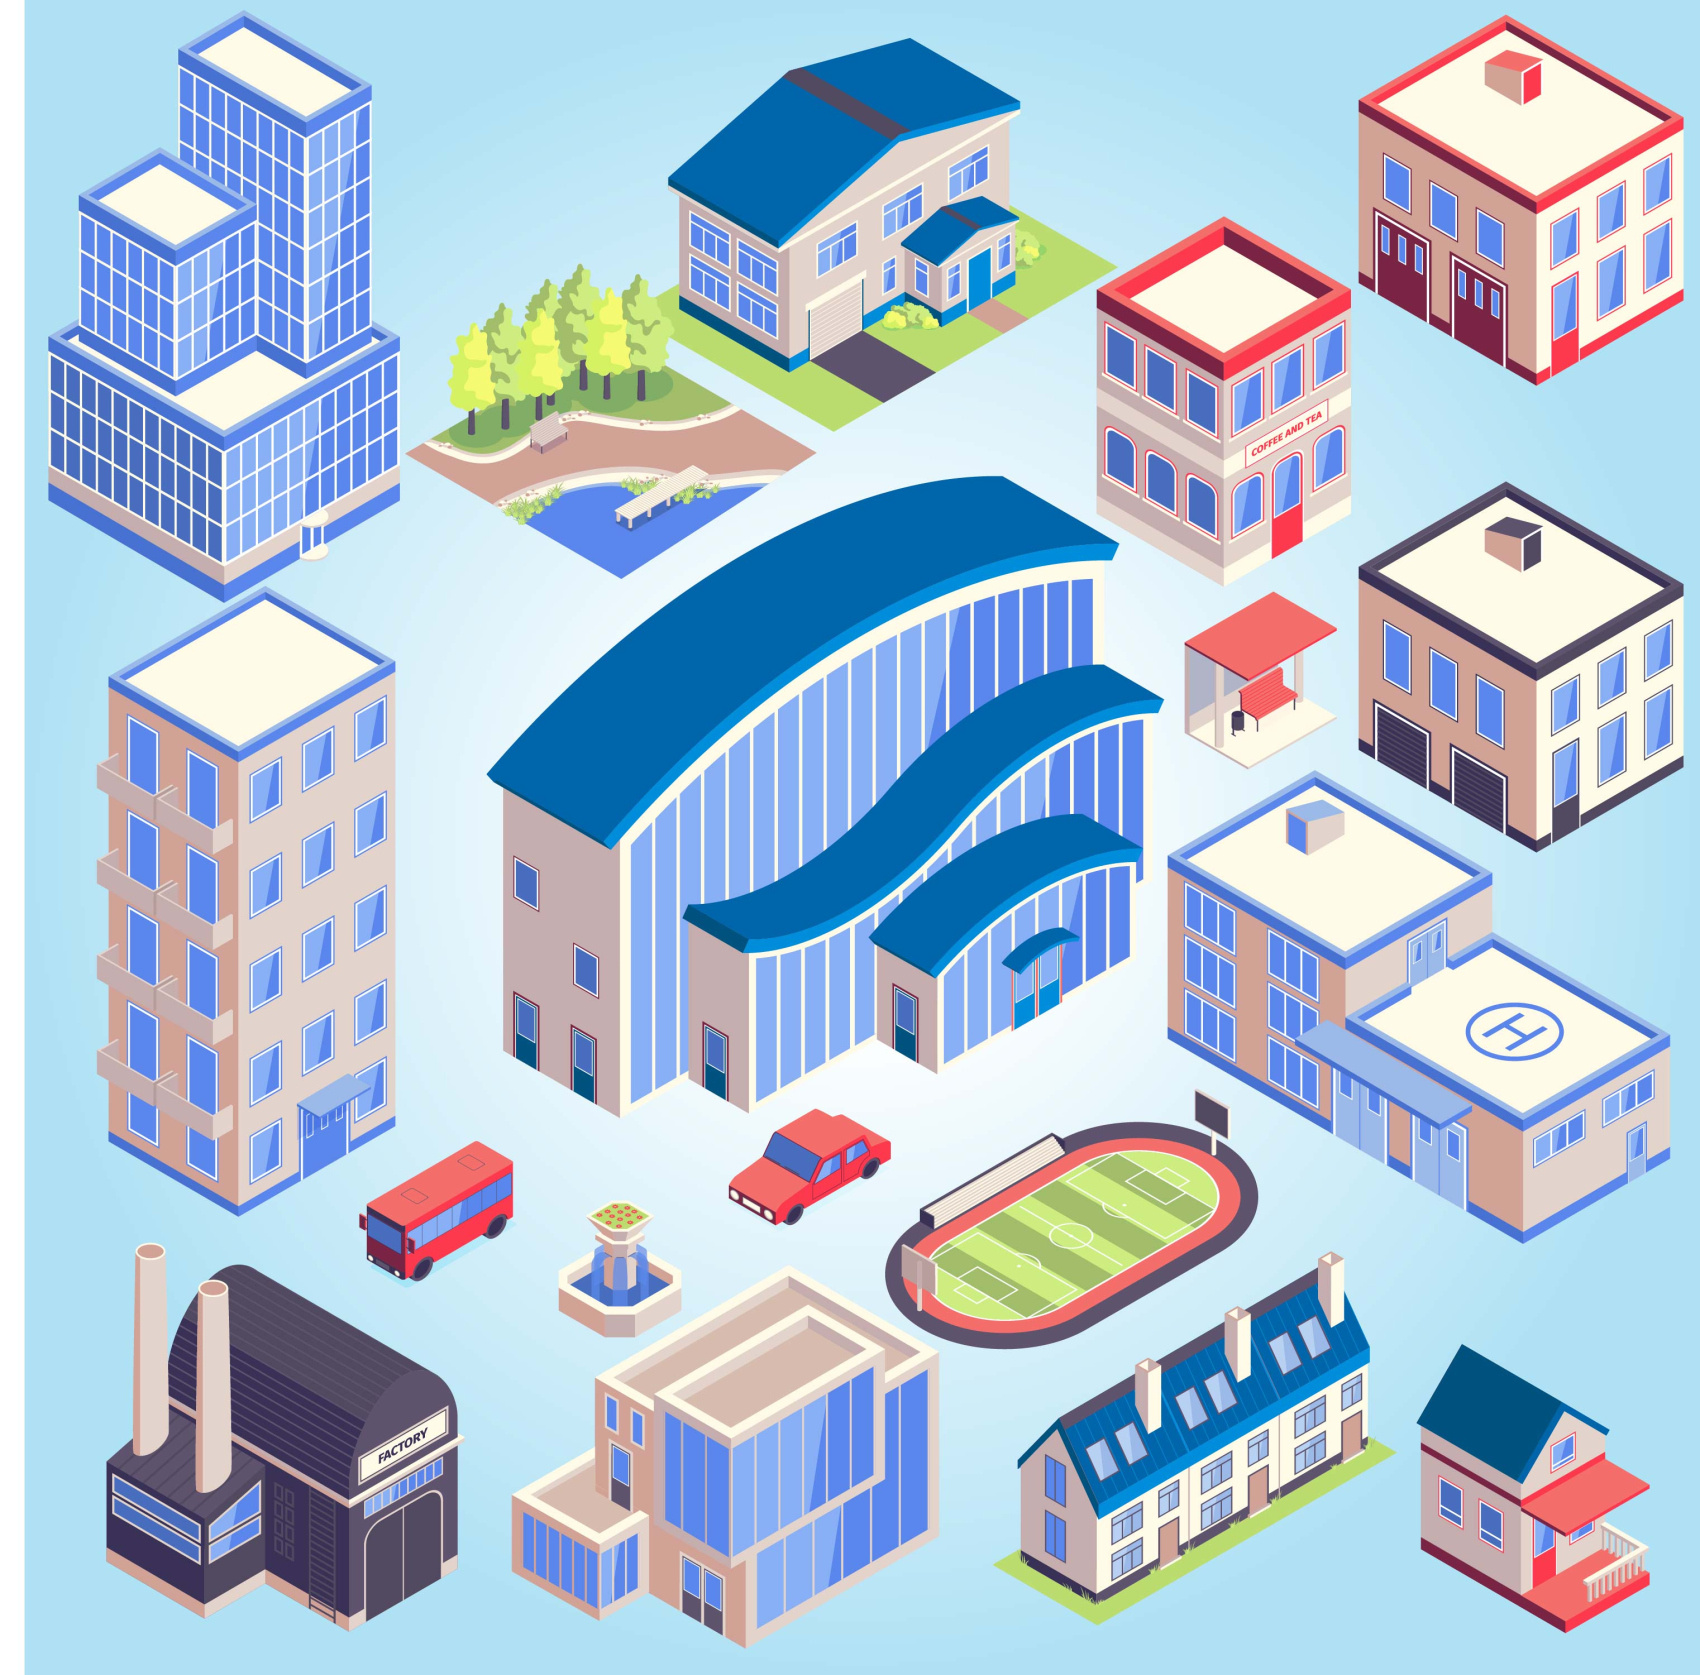 COFFEE AND TEA
H
FACTORY